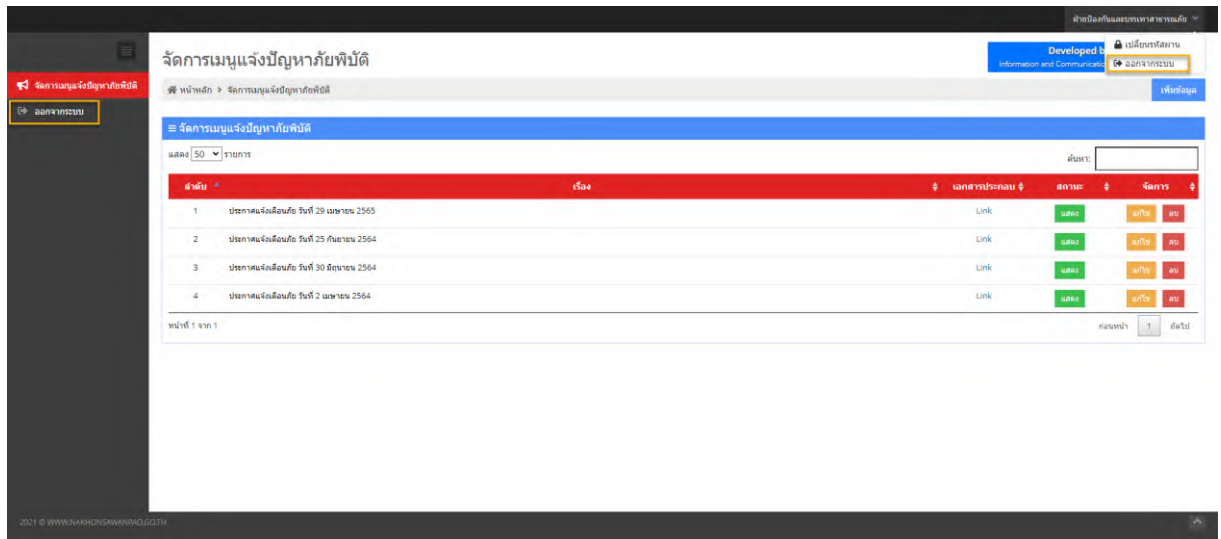 ฝ่ายป้องกันและบรรเทาสาธารณภัย
เปลี่ยนรหัสผ่าน
ออกจากระบบ
จัดการเมนูแจ้งปัญหาภัยพิบัติ
Developed b
Information and Communicatio
จัดการเมนูแจ้งปัญหาภัยพิบัติ
หน้าหลัก > จัดการเมนูแจ้งปัญหาภัยพิบัติ
เพิ่มข้อมูล
ออกจากระบบ
จัดการเมนูแจ้งปัญหาภัยพิบัติ
แสดง 50 รายการ
ค้นหา:
ลำดับ เรื่อง เอกสารประกอบ สถานะ จัดการ
1 ประกาศแจ้งเตือนภัย วันที่ 29 เมษายน 2565 Link แสดง แก้ไข ลบ
2 ประกาศแจ้งเตือนภัย วันที่ 25 กันยายน 2564 Link แสดง แก้ไข ลบ
3 ประกาศแจ้งเตือนภัย วันที่ 30 มิถุนายน 2564 Link แสดง แก้ไข ลบ
4 ประกาศแจ้งเตือนภัย วันที่ 2 เมษายน 2564 Link แสดง แก้ไข ลบ
หน้าที่ 1 จาก 1
ก่อนหน้า 1 ถัดไป
2021 © WWW.NAKHONSAWANPAO.GO.TH